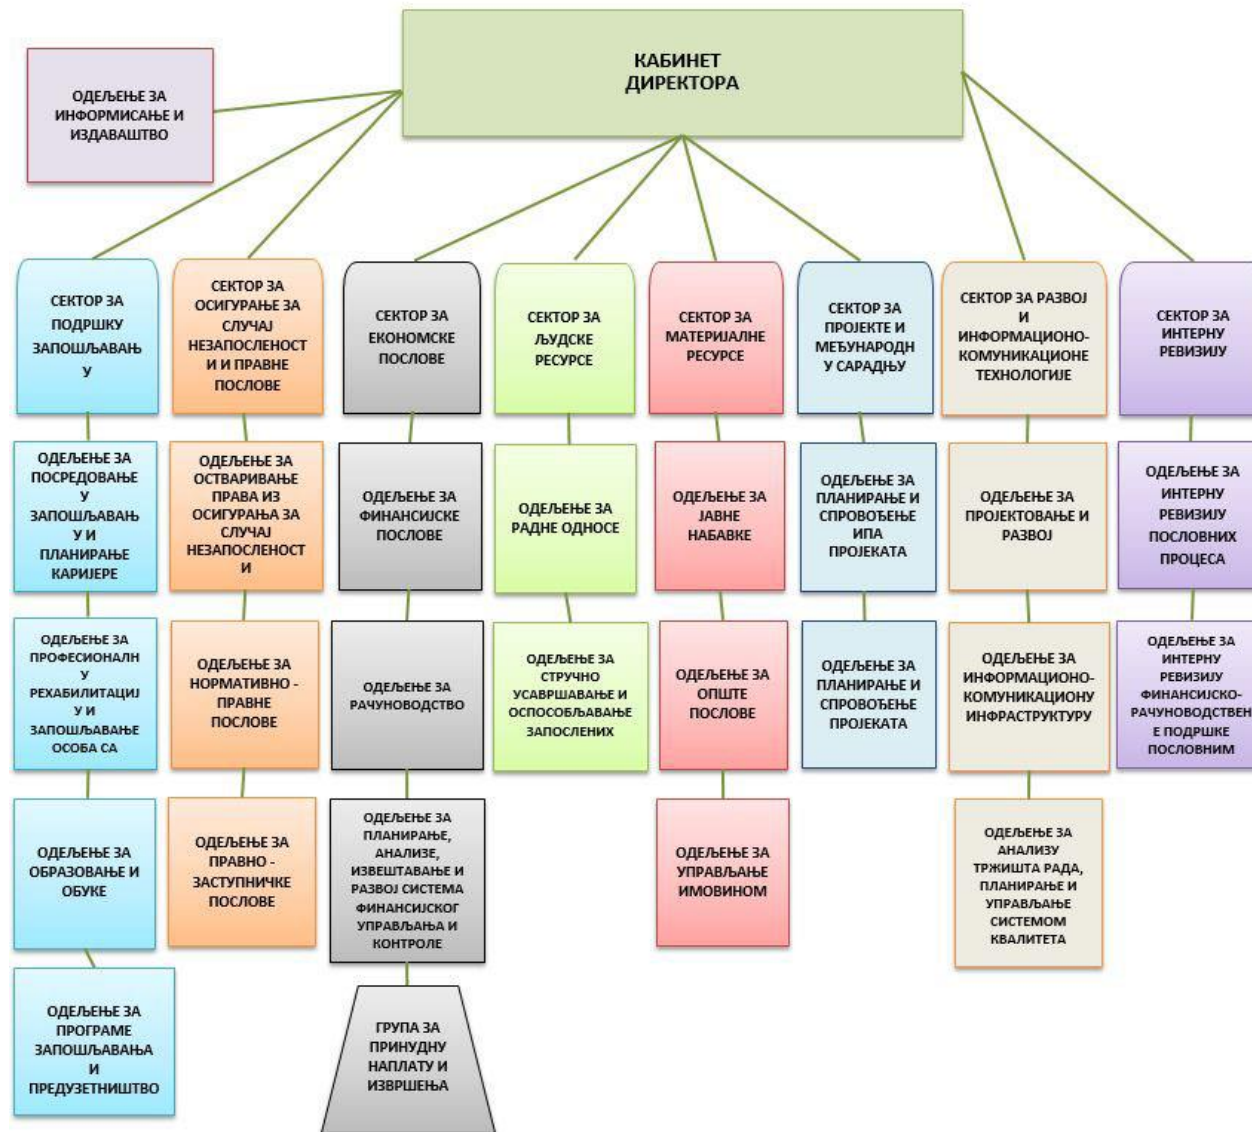 КАБИНЕТ
ДИРЕКТОРА
ОДЕЉЕЊЕ ЗА
ИНФОРМИСАЊЕ И
ИЗДАВАШТВО
СЕКТОР ЗА
ПОДРШКУ
ЗАПОШЉАВАЊ
У
СЕКТОР ЗА
ОСИГУРАЊЕ ЗА
СЛУЧАЈ
НЕЗАПОСЛЕНОСТ
И И ПРАВНЕ
ПОСЛОВЕ
СЕКТОР ЗА
ЕКОНОМСКЕ
ПОСЛОВЕ
СЕКТОР ЗА
ЉУДСКЕ
РЕСУРСЕ
СЕКТОР ЗА
МАТЕРИЈАЛНЕ
РЕСУРСЕ
СЕКТОР ЗА
ПРОЈЕКТЕ И
МЕЂУНАРОДН
У САРАДЊУ
СЕКТОР ЗА РАЗВОЈ
И
ИНФОРМАЦИОНО-
КОМУНИКАЦИОНЕ
ТЕХНОЛОГИЈЕ
СЕКТОР ЗА
ИНТЕРНУ
РЕВИЗИЈУ
ОДЕЉЕЊЕ ЗА
ПОСРЕДОВАЊЕ
У
ЗАПОШЉАВАЊ
У И ПЛАНИРАЊЕ
КАРИЈЕРЕ
ОДЕЉЕЊЕ ЗА
ОСТВАРИВАЊЕ
ПРАВА ИЗ
ОСИГУРАЊА ЗА
СЛУЧАЈ
НЕЗАПОСЛЕНОСТ
И
ОДЕЉЕЊЕ ЗА
ФИНАНСИЈСКЕ
ПОСЛОВЕ
ОДЕЉЕЊЕ ЗА
РАДНЕ ОДНОСЕ
ОДЕЉЕЊЕ ЗА
ЈАВНЕ
НАБАВКЕ
ОДЕЉЕЊЕ ЗА
ПЛАНИРАЊЕ И
СПРОВОЂЕЊЕ
ИПА
ПРОЈЕКАТА
ОДЕЉЕЊЕ ЗА
ПРОЈЕКТОВАЊЕ И
РАЗВОЈ
ОДЕЉЕЊЕ ЗА
ИНТЕРНУ
РЕВИЗИЈУ
ПОСЛОВНИХ
ПРОЦЕСА
ОДЕЉЕЊЕ ЗА
ПРОФЕСИОНАЛН
У
РЕХАБИЛИТАЦИЈ
У И
ЗАПОШЉАВАЊЕ
ОСОБА СА
ОДЕЉЕЊЕ ЗА
НОРМАТИВНО -
ПРАВНЕ
ПОСЛОВЕ
ОДЕЉЕЊЕ ЗА
РАЧУНОВОДСТВО
ОДЕЉЕЊЕ ЗА
СТРУЧНО
УСАВРШАВАЊЕ И
ОСПОСОБЉАВАЊЕ
ЗАПОСЛЕНИХ
ОДЕЉЕЊЕ ЗА
ОПШТЕ
ПОСЛОВЕ
ОДЕЉЕЊЕ ЗА
ПЛАНИРАЊЕ И
СПРОВОЂЕЊЕ
ПРОЈЕКАТА
ОДЕЉЕЊЕ ЗА
ИНФОРМАЦИОНО-
КОМУНИКАЦИОНУ
ИНФРАСТРУКТУРУ
ОДЕЉЕЊЕ ЗА
ИНТЕРНУ
РЕВИЗИЈУ
ФИНАНСИЈСКО-
РАЧУНОВОДСТВЕН
Е ПОДРШКЕ
ПОСЛОВНИМ
ОДЕЉЕЊЕ ЗА
ОБРАЗОВАЊЕ И
ОБУКЕ
ОДЕЉЕЊЕ ЗА
ПРАВНО -
ЗАСТУПНИЧКЕ
ПОСЛОВЕ
ОДЕЉЕЊЕ ЗА
ПЛАНИРАЊЕ,
АНАЛИЗЕ,
ИЗВЕШТАВАЊЕ И
РАЗВОЈ СИСТЕМА
ФИНАНСИЈСКОГ
УПРАВЉАЊА И
КОНТРОЛЕ
ОДЕЉЕЊЕ ЗА
УПРАВЉАЊЕ
ИМОВИНОМ
ОДЕЉЕЊЕ ЗА
АНАЛИЗУ
ТРЖИШТА РАДА,
ПЛАНИРАЊЕ И
УПРАВЉАЊЕ
СИСТЕМОМ
КВАЛИТЕТА
ОДЕЉЕЊЕ ЗА
ПРОГРАМЕ
ЗАПОШЉАВАЊА
И
ПРЕДУЗЕТНИШТВО
ГРУПА ЗА
ПРИНУДНУ
НАПЛАТУ И
ИЗВРШЕЊА